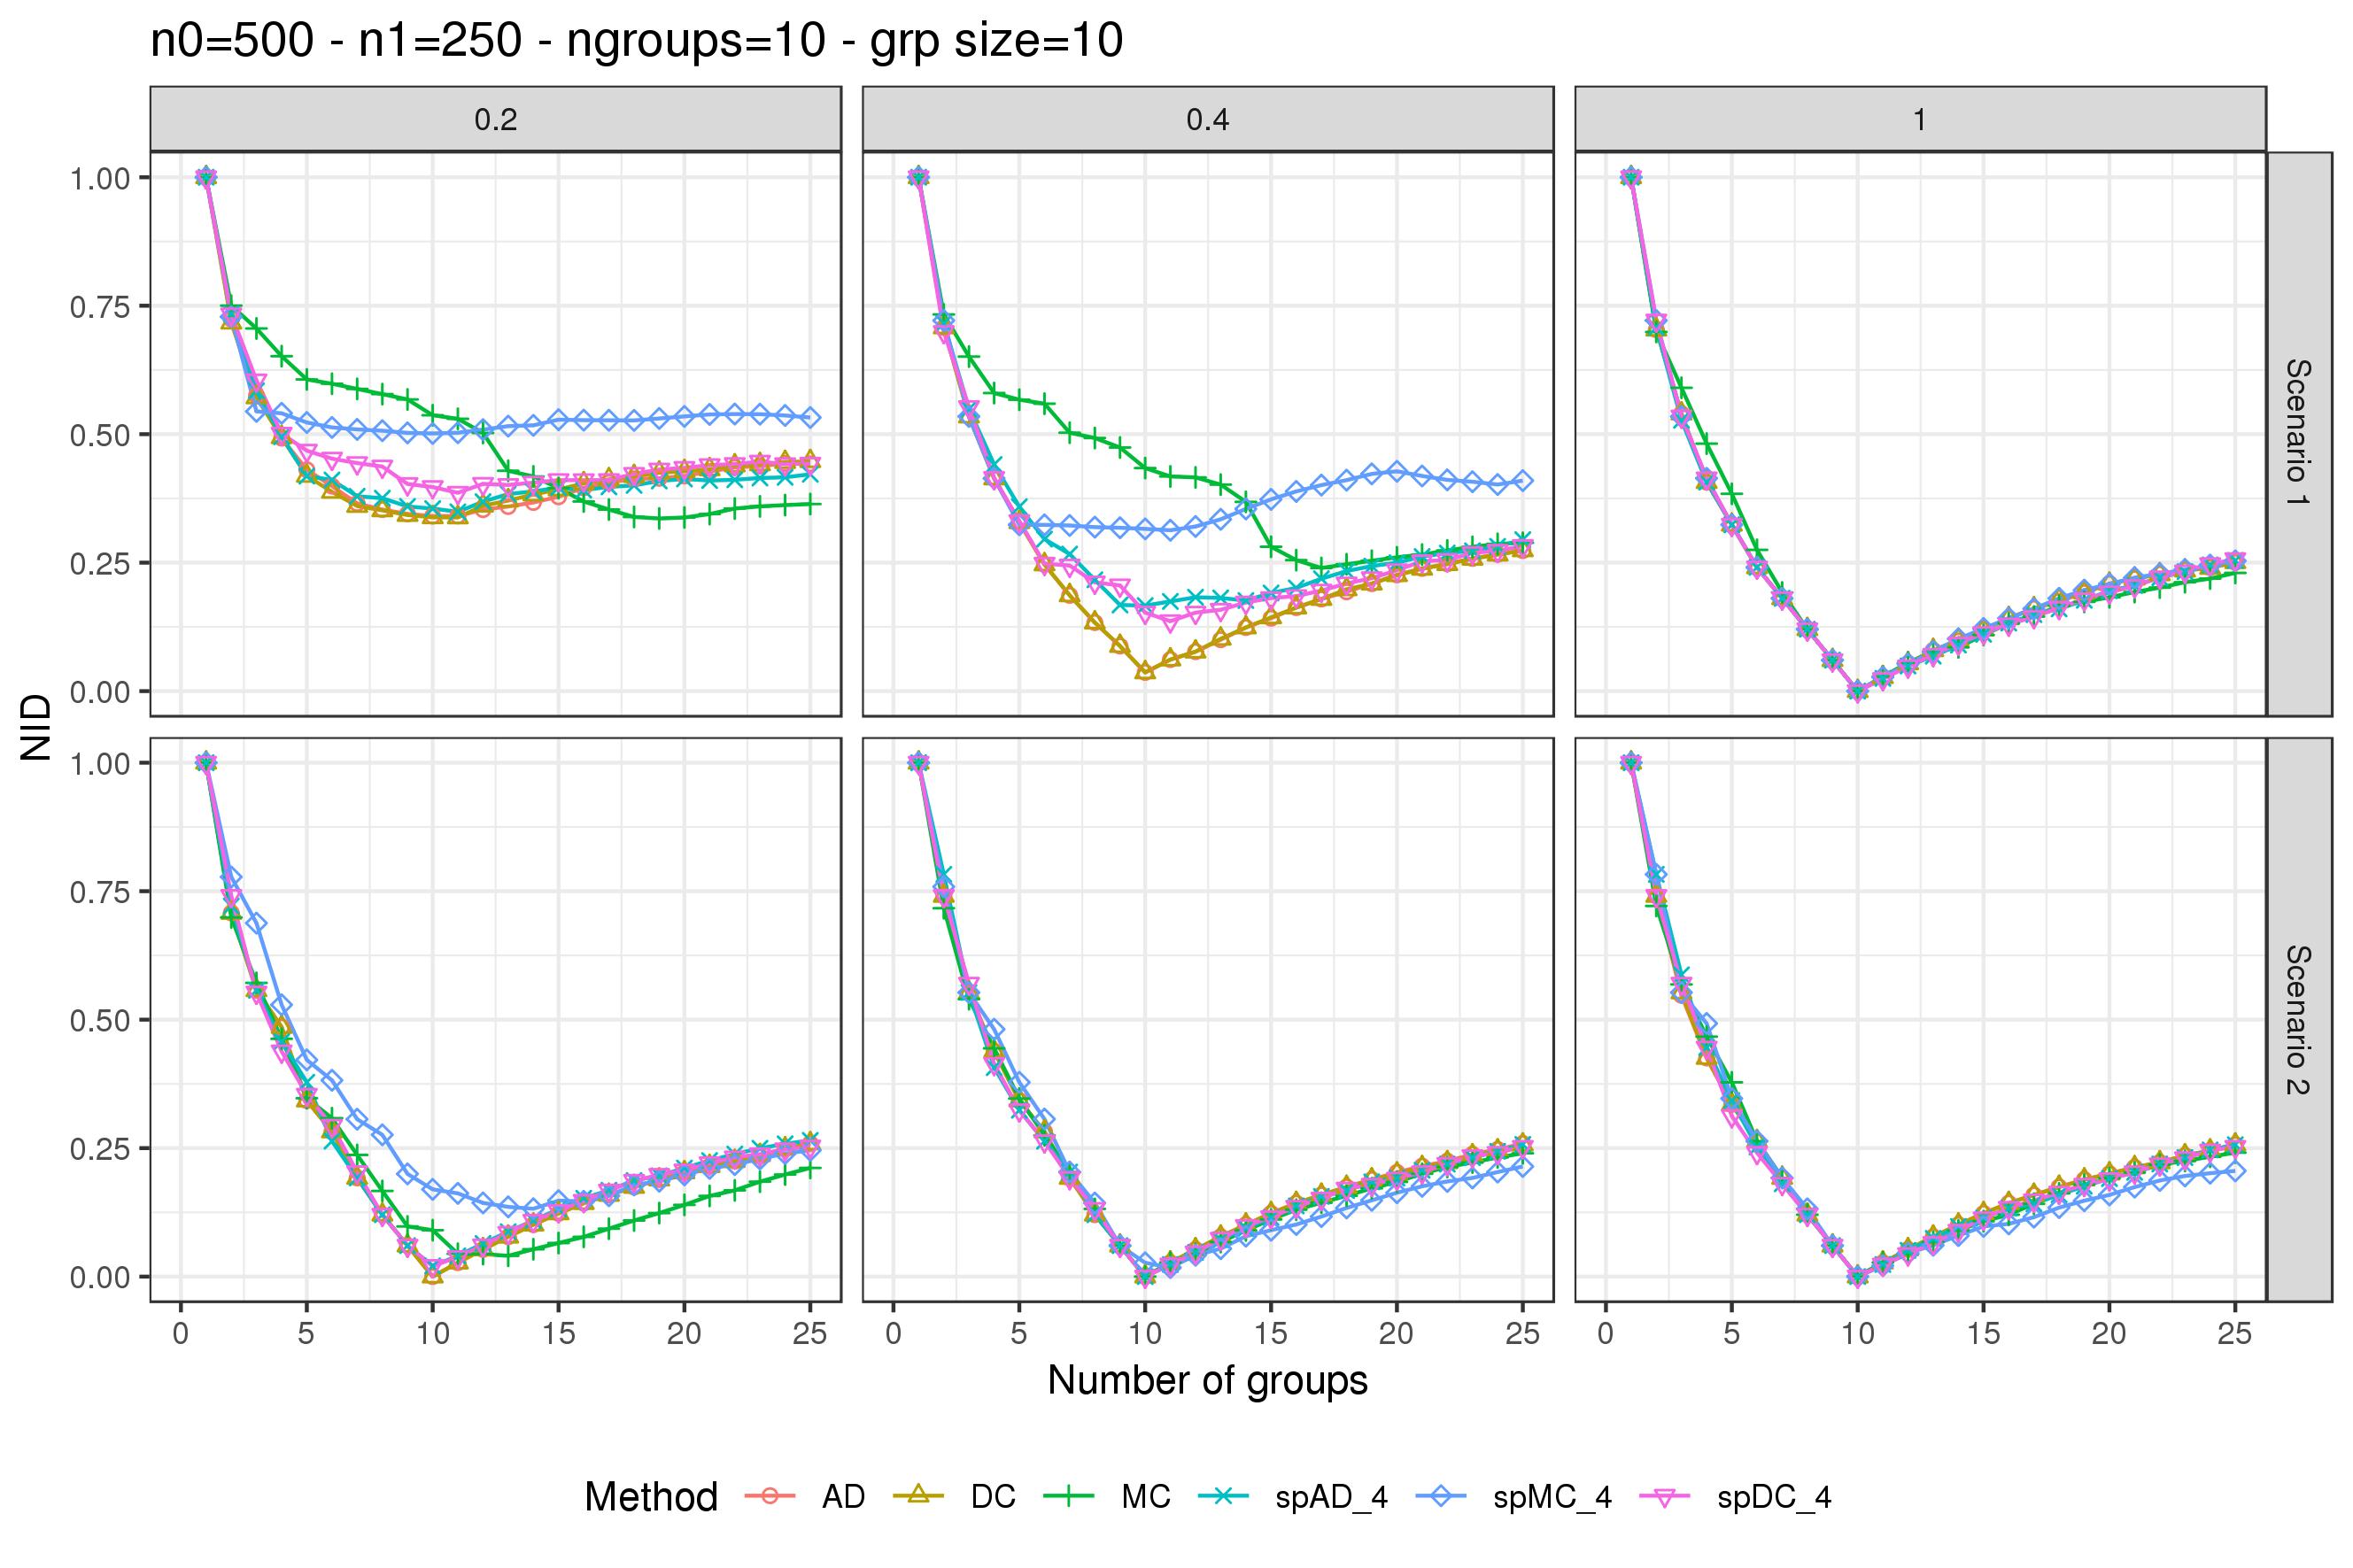 n0=500 - n1=250 - ngroups=10 - grp size=10
0.2 0.4 1
1.00
0.75
0.50
0.25
0.00
Scenario 1
NID
1.00
0.75
0.50
0.25
0.00
Scenario 2
0 5 10 15 20 25 0 5 10 15 20 25 0 5 10 15 20 25
Number of groups
Method AD DC MC spAD_4 spMC_4 spDC_4